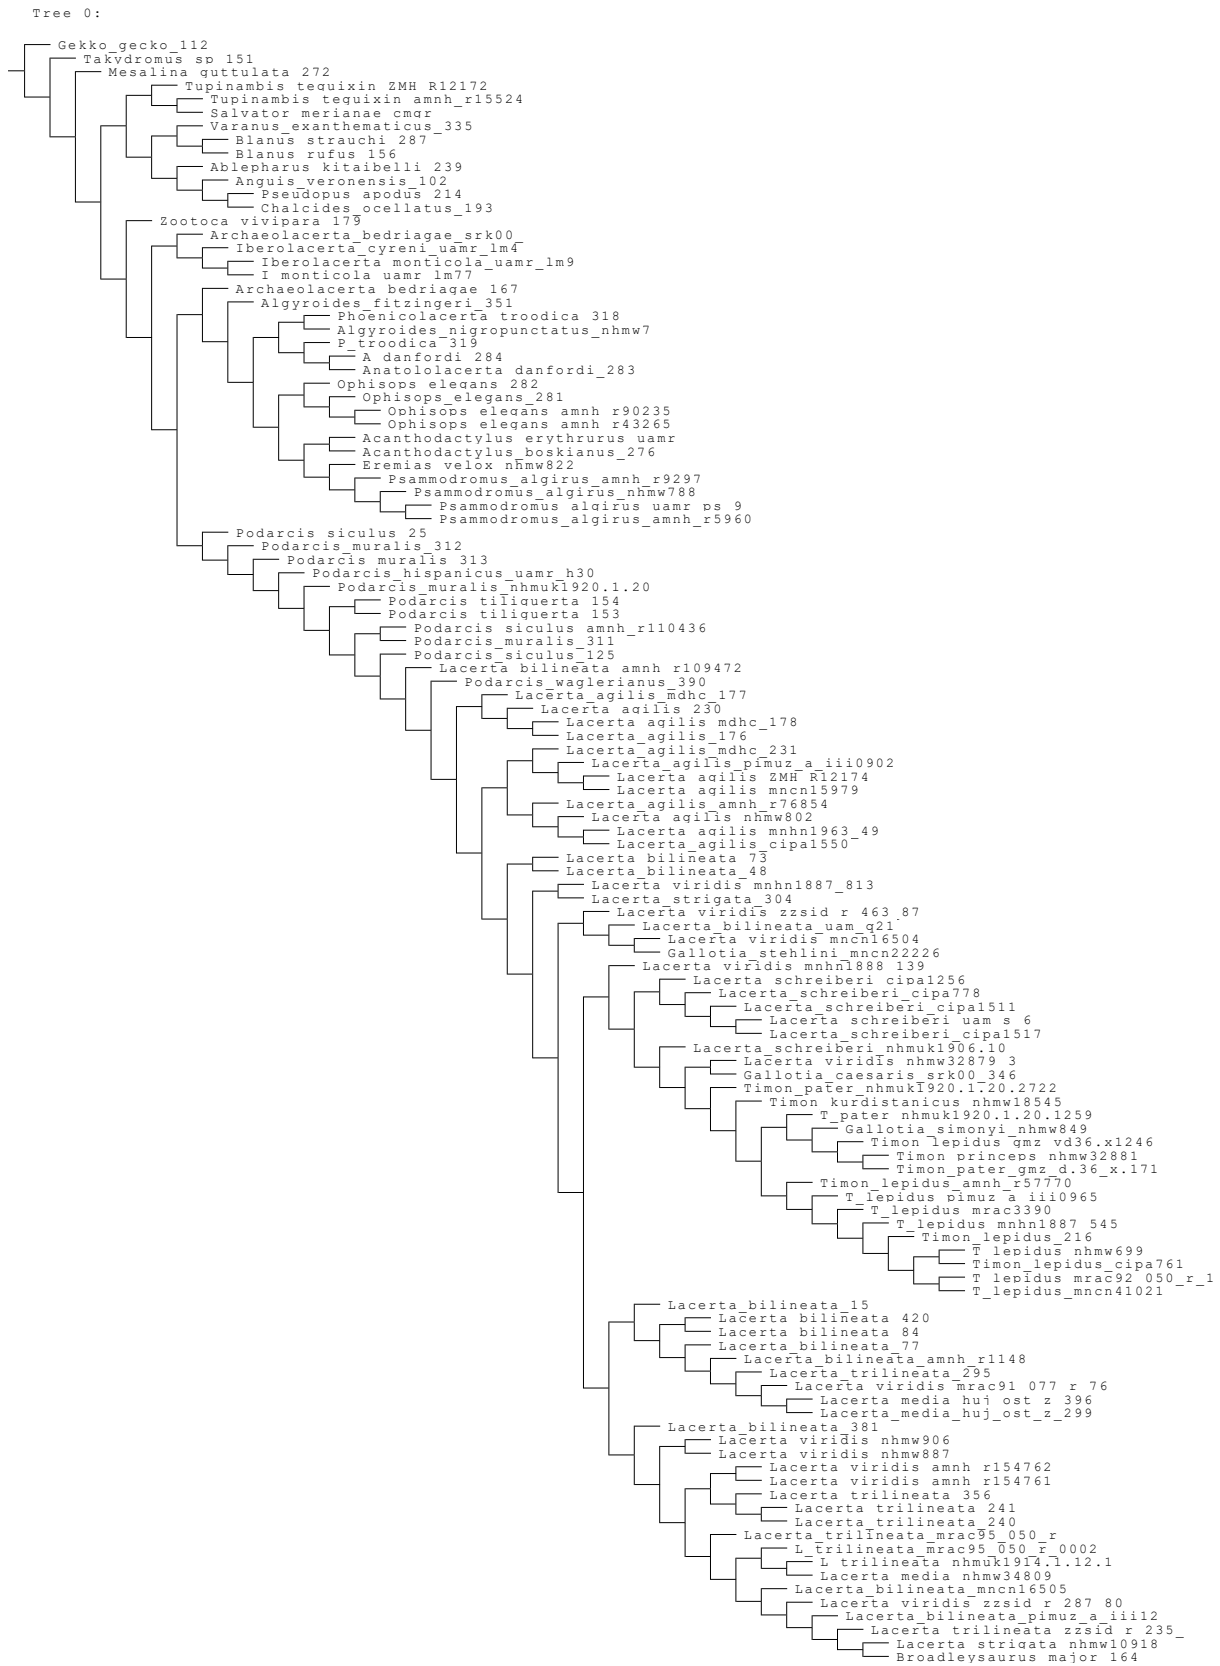 Tree 0:
Gekko_gecko_112
Takydromus_sp_151
Mesalina_guttulata_272
Tupinambis_teguixin_ZMH_R12172
Tupinambis_teguixin_amnh_r15524
Salvator_merianae_cmgr
Varanus_exanthematicus_335
Blanus_strauchi_287
Blanus_rufus_156
Ablepharus_kitaibelli_239
Anguis_veronensis_102
Pseudopus_apodus_214
Chalcides_ocellatus_193
Zootoca_vivipara_179
Archaeolacerta_bedriagae_srk00_
Iberolacerta_cyreni_uamr_lm4
Iberolacerta_monticola_uamr_lm9
I_monticola_uamr_lm77
Archaeolacerta_bedriagae_167
Algyroides_fitzingeri_351
Phoenicolacerta_troodica_318
Algyroides_nigropunctatus_nhmw7
P_troodica_319
A_danfordi_284
Anatololacerta_danfordi_283
Ophisops_elegans_282
Ophisops_elegans_281
Ophisops_elegans_amnh_r90235
Ophisops_elegans_amnh_r43265
Acanthodactylus_erythrurus_uamr
Acanthodactylus_boskianus_276
Eremias_velox_nhmw822
Psammodromus_algirus_amnh_r9297
Psammodromus_algirus_nhmw788
Psammodromus_algirus_uamr_ps_9
Psammodromus_algirus_amnh_r5960
Podarcis_siculus_25
Podarcis_muralis_312
Podarcis_muralis_313
Podarcis_hispanicus_uamr_h30
Podarcis_muralis_nhmuk1920.1.20
Podarcis_tiliguerta_154
Podarcis_tiliguerta_153
Podarcis_siculus_amnh_r110436
Podarcis_muralis_311
Podarcis_siculus_125
Lacerta_bilineata_amnh_r109472
Podarcis_waglerianus_390
Lacerta_agilis_mdhc_177
Lacerta_agilis_230
Lacerta_agilis_mdhc_178
Lacerta_agilis_176
Lacerta_agilis_mdhc_231
Lacerta_agilis_pimuz_a_iii0902
Lacerta_agilis_ZMH_R12174
Lacerta_agilis_mncn15979
Lacerta_agilis_amnh_r76854
Lacerta_agilis_nhmw802
Lacerta_agilis_mnhn1963_49
Lacerta_agilis_cipa1550
Lacerta_bilineata_73
Lacerta_bilineata_48
Lacerta_viridis_mnhn1887_813
Lacerta_strigata_304
Lacerta_viridis_zzsid_r_463_87
Lacerta_bilineata_uam_q21
Lacerta_viridis_mncn16504
Gallotia_stehlini_mncn22226
Lacerta_viridis_mnhn1888_139
Lacerta_schreiberi_cipa1256
Lacerta_schreiberi_cipa778
Lacerta_schreiberi_cipa1511
Lacerta_schreiberi_uam_s_6
Lacerta_schreiberi_cipa1517
Lacerta_schreiberi_nhmuk1906.10
Lacerta_viridis_nhmw32879_3
Gallotia_caesaris_srk00_346
Timon_pater_nhmuk1920.1.20.2722
Timon_kurdistanicus_nhmw18545
T_pater_nhmuk1920.1.20.1259
Gallotia_simonyi_nhmw849
Timon_lepidus_gmz_vd36.x1246
Timon_princeps_nhmw32881
Timon_pater_gmz_d.36_x.171
Timon_lepidus_amnh_r57770
T_lepidus_pimuz_a_iii0965
T_lepidus_mrac3390
T_lepidus_mnhn1887_545
Timon_lepidus_216
T_lepidus_nhmw699
Timon_lepidus_cipa761
T_lepidus_mrac92_050_r_1
T_lepidus_mncn41021
Lacerta_bilineata_15
Lacerta_bilineata_420
Lacerta_bilineata_84
Lacerta_bilineata_77
Lacerta_bilineata_amnh_r1148
Lacerta_trilineata_295
Lacerta_viridis_mrac91_077_r_76
Lacerta_media_huj_ost_z_396
Lacerta_media_huj_ost_z_299
Lacerta_bilineata_381
Lacerta_viridis_nhmw906
Lacerta_viridis_nhmw887
Lacerta_viridis_amnh_r154762
Lacerta_viridis_amnh_r154761
Lacerta_trilineata_356
Lacerta_trilineata_241
Lacerta_trilineata_240
Lacerta_trilineata_mrac95_050_r
L_trilineata_mrac95_050_r_0002
L_trilineata_nhmuk1914.1.12.1
Lacerta_media_nhmw34809
Lacerta_bilineata_mncn16505
Lacerta_viridis_zzsid_r_287_80
Lacerta_bilineata_pimuz_a_iii12
Lacerta_trilineata_zzsid_r_235_
Lacerta_strigata_nhmw10918
Broadleysaurus_major_164